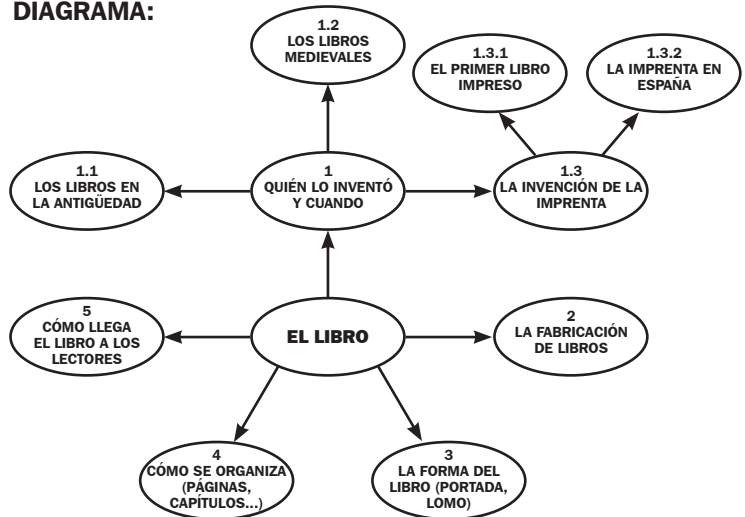 DIAGRAMA:
1.2
LOS LIBROS
MEDIEVALES
1.3.1
EL PRIMER LIBRO
IMPRESO
1.3.2
LA IMPRENTA EN
ESPAÑA
1.1
LOS LIBROS EN
LA ANTIGÜEDAD
1
QUIÉN LO INVENTÓ
Y CUANDO
1.3
LA INVENCIÓN DE LA
IMPRENTA
5
CÓMO LLEGA
EL LIBRO A LOS
LECTORES
EL LIBRO
2
LA FABRICACIÓN
DE LIBROS
4
CÓMO SE ORGANIZA
(PÁGINAS,
CAPÍTULOS...)
3
LA FORMA DEL
LIBRO (PORTADA,
LOMO)